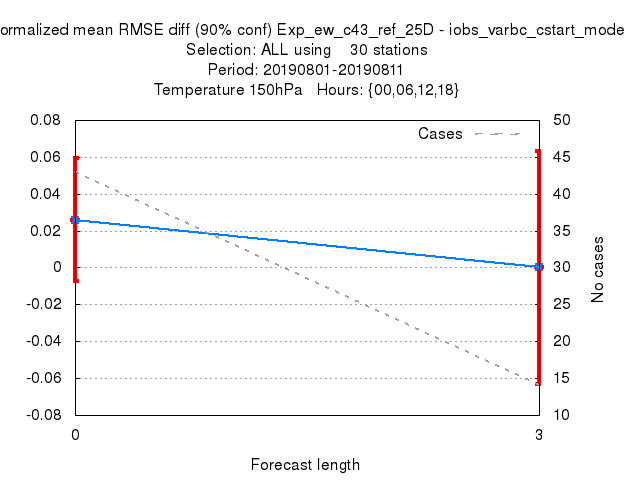 ormalized mean RMSE diff (90% conf) Exp_ew_c43_ref_25D - iobs_varbc_cstart_mode
Selection: ALL using 30 stations
Period: 20190801-20190811
Temperature 150hPa Hours: {00,06,12,18}
Cases
0.08
0.06
0.04
0.02
0
-0.02
-0.04
-0.06
-0.08
50
45
40
35
30
25
20
15
10
No cases
0
3
Forecast length